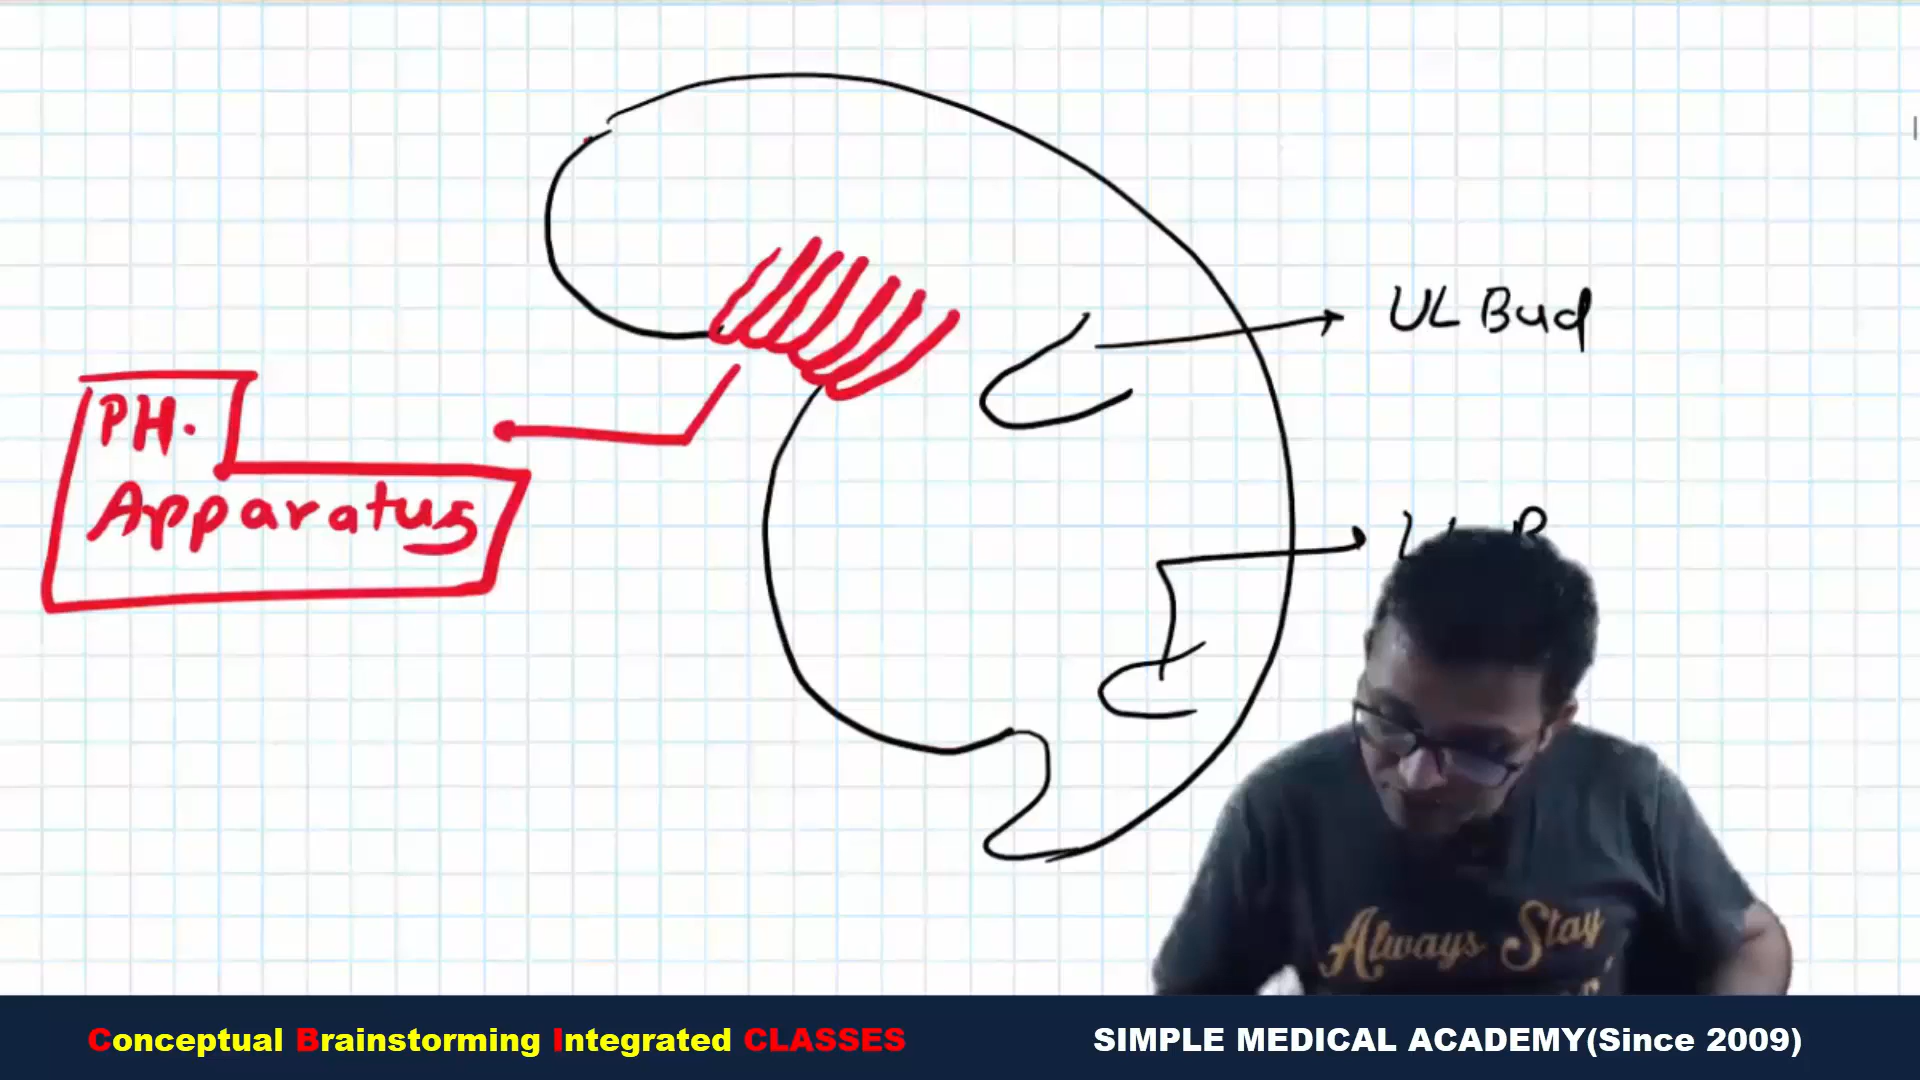 UL Bud
PH.
Apparatus
Always Stay
Conceptual Brainstorming Integrated CLASSES
SIMPLE MEDICAL ACADEMY(Since 2009)